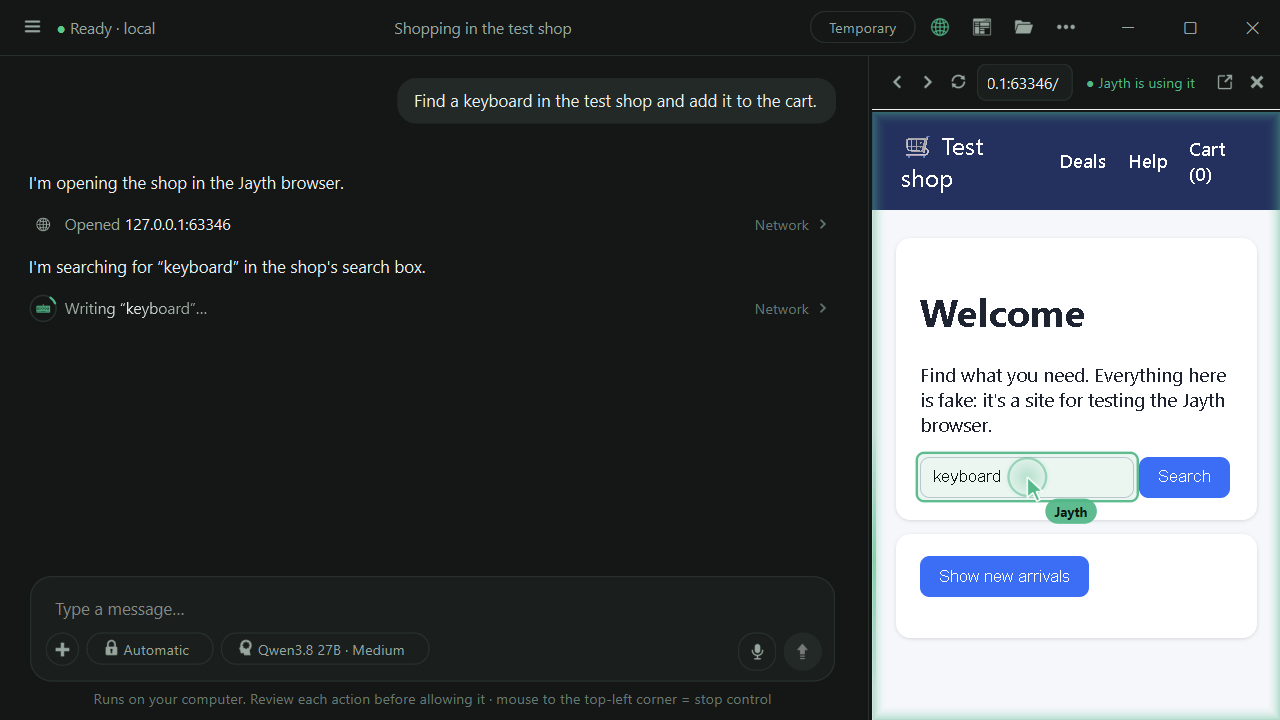 Ready · local
Shopping in the test shop
Temporary
Find a keyboard in the test shop and add it to the cart.
I'm opening the shop in the Jayth browser.
Opened 127.0.0.1:63346
Network
I'm searching for “keyboard” in the shop's search box.
Writing “keyboard”...
Network
Type a message...
Automatic
Qwen3.8 27B · Medium
Runs on your computer. Review each action before allowing it · mouse to the top-left corner = stop control
0.1:63346/
Jayth is using it
Test
shop
Deals
Help
Cart
(0)
Welcome
Find what you need. Everything here
is fake: it's a site for testing the Jayth
browser.
keyboard
Search
Jayth
Show new arrivals